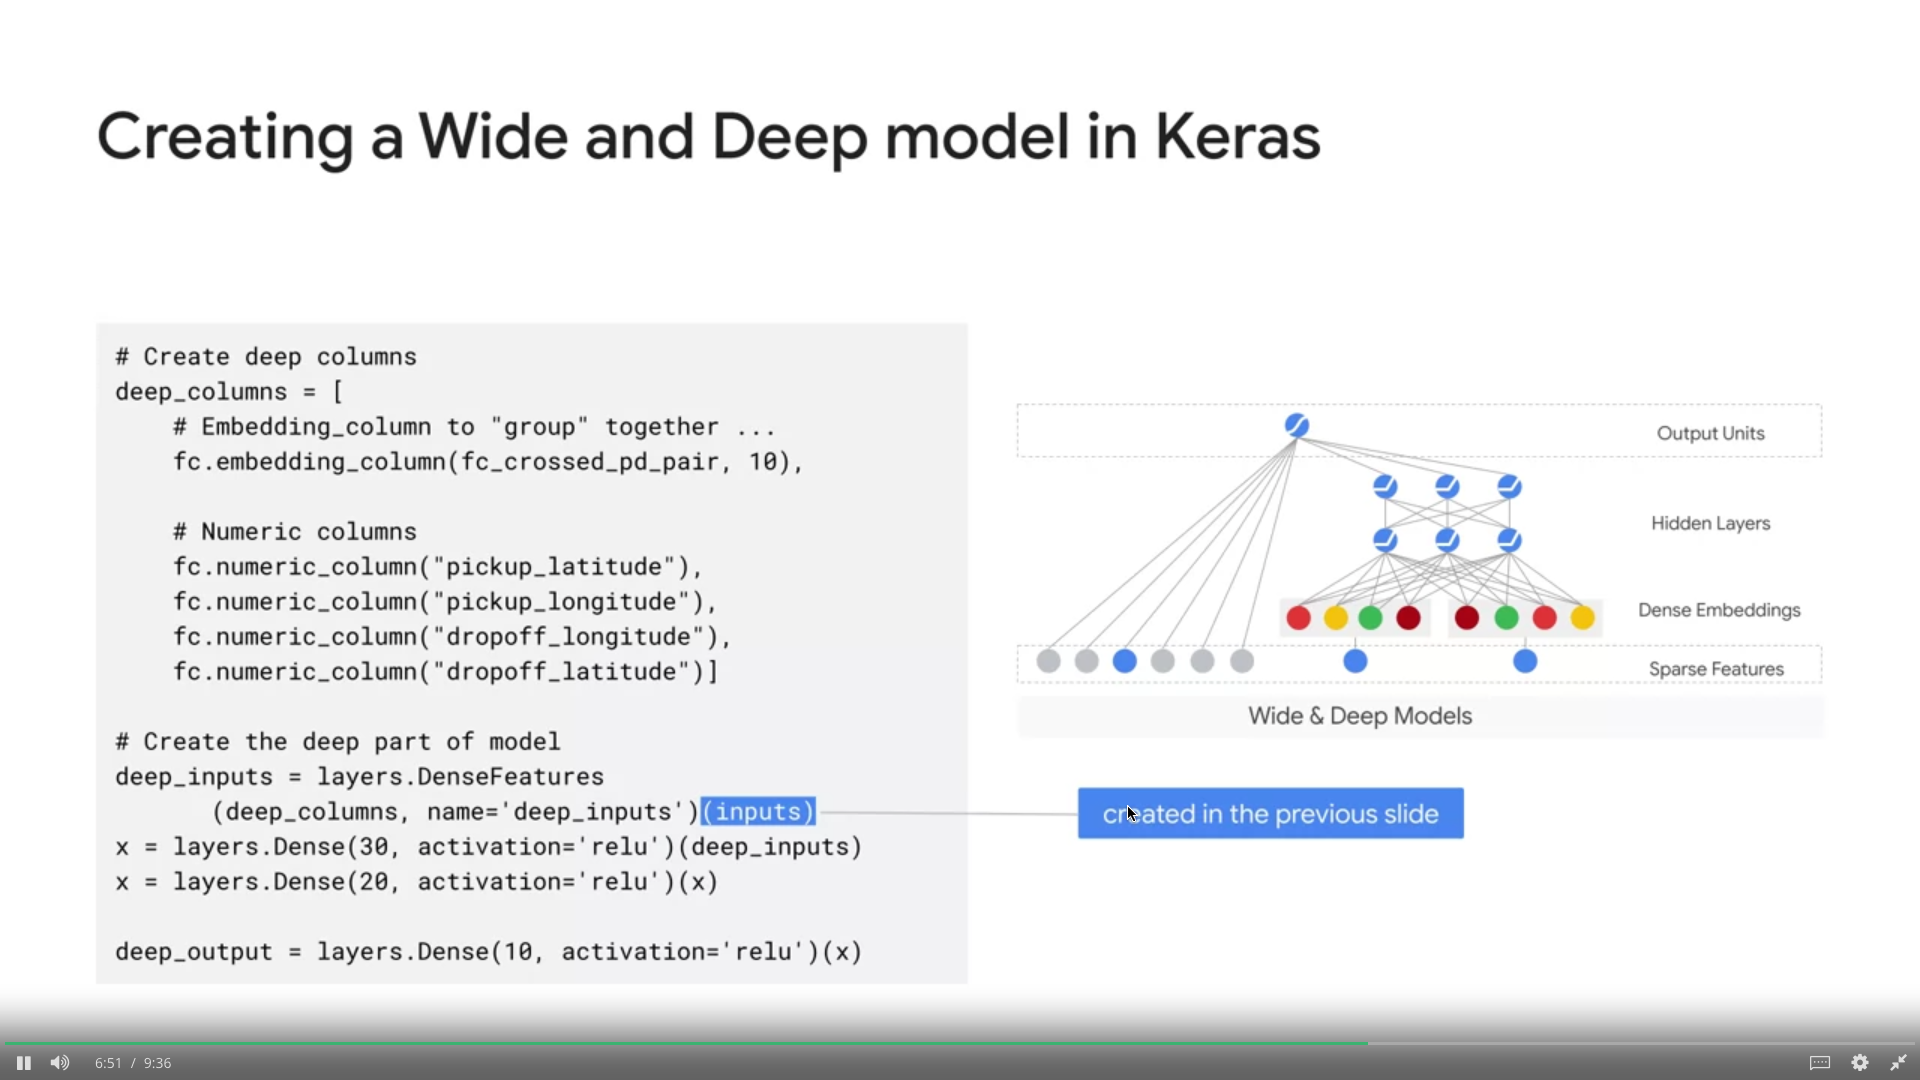 Creating a Wide and Deep model in Keras
# Create deep columns
deep_columns = [
# Embedding_column to "group" together ...
fc.embedding_column(fc_crossed_pd_pair, 10),
# Numeric columns
fc.numeric_column("pickup_latitude"),
fc.numeric_column("pickup_longitude"),
fc.numeric_column("dropoff_longitude"),
fc.numeric_column("dropoff_latitude")]
# Create the deep part of model
deep_inputs = layers.DenseFeatures
(deep_columns, name='deep_inputs')(inputs)
x = layers.Dense(30, activation='relu')(deep_inputs)
x = layers.Dense(20, activation='relu')(x)
deep_output = layers.Dense(10, activation='relu')(x)
Output Units
Hidden Layers
Dense Embeddings
Sparse Features
Wide & Deep Models
created in the previous slide
6:51 / 9:36